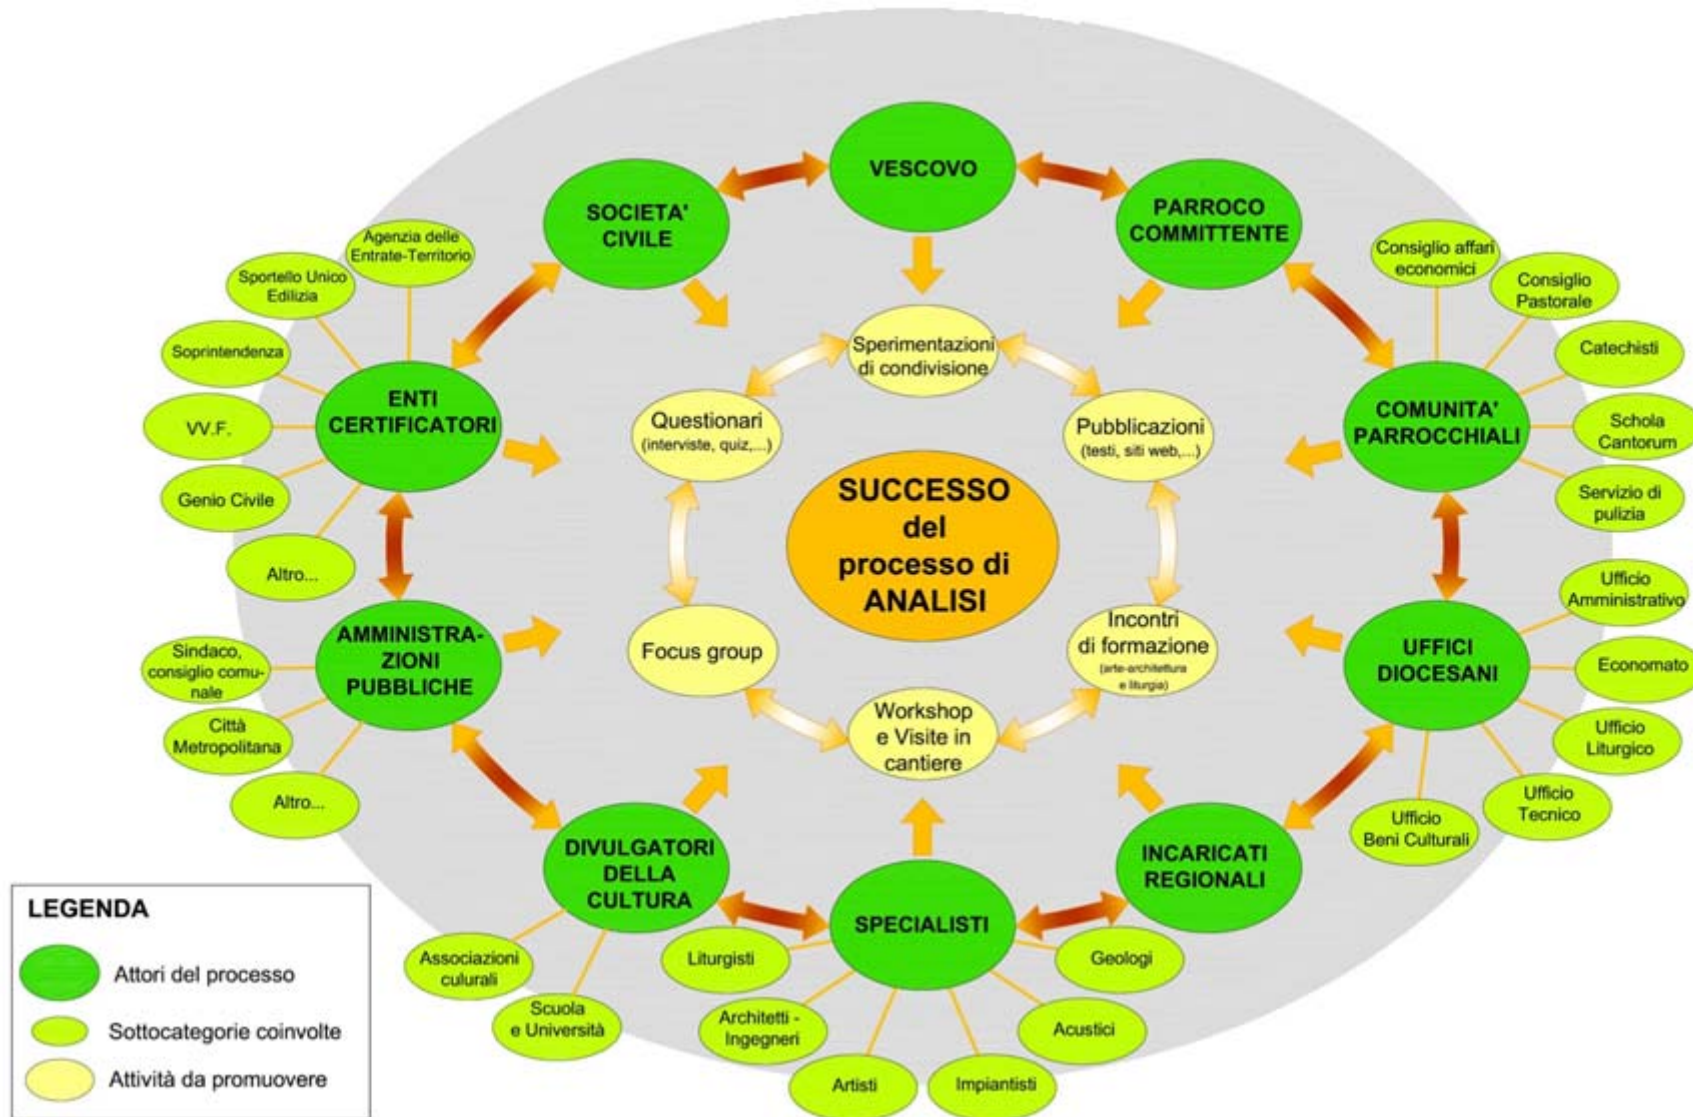 VESCOVO
SOCIETA'
CIVILE
PARROCO
COMMITTENTE
Agenzia delle
Entrate-Territorio
Sportello Unico
Edilizia
Soprintendenza
VV.F.
Genio Civile
Altro...
ENTI
CERTIFICATORI
Consiglio affari
economici
Consiglio
Pastorale
Catechisti
Schola
Cantorum
Servizio di
pulizia
COMUNITA'
PARROCCHIALI
Sperimentazioni
di condivisione
Questionari
(interviste, quiz,...)
Pubblicazioni
(testi, siti web,...)
SUCCESSO
del
processo di
ANALISI
Focus group
Incontri
di formazione
(arte-architettura
e liturgia)
Workshop
e Visite in
cantiere
AMMINISTRA-
ZIONI
PUBBLICHE
Sindaco,
consiglio comu-
nale
Città
Metropolitana
Altro...
UFFICI
DIOCESANI
Ufficio
Amministrativo
Economato
Ufficio
Liturgico
Ufficio
Tecnico
Ufficio
Beni Culturali
DIVULGATORI
DELLA
CULTURA
Associazioni
culurali
Scuola
e Università
SPECIALISTI
Liturgisti
Architetti -
Ingegneri
Artisti
Impiantisti
Acustici
Geologi
INCARICATI
REGIONALI
LEGENDA
Attori del processo
Sottocategorie coinvolte
Attività da promuovere